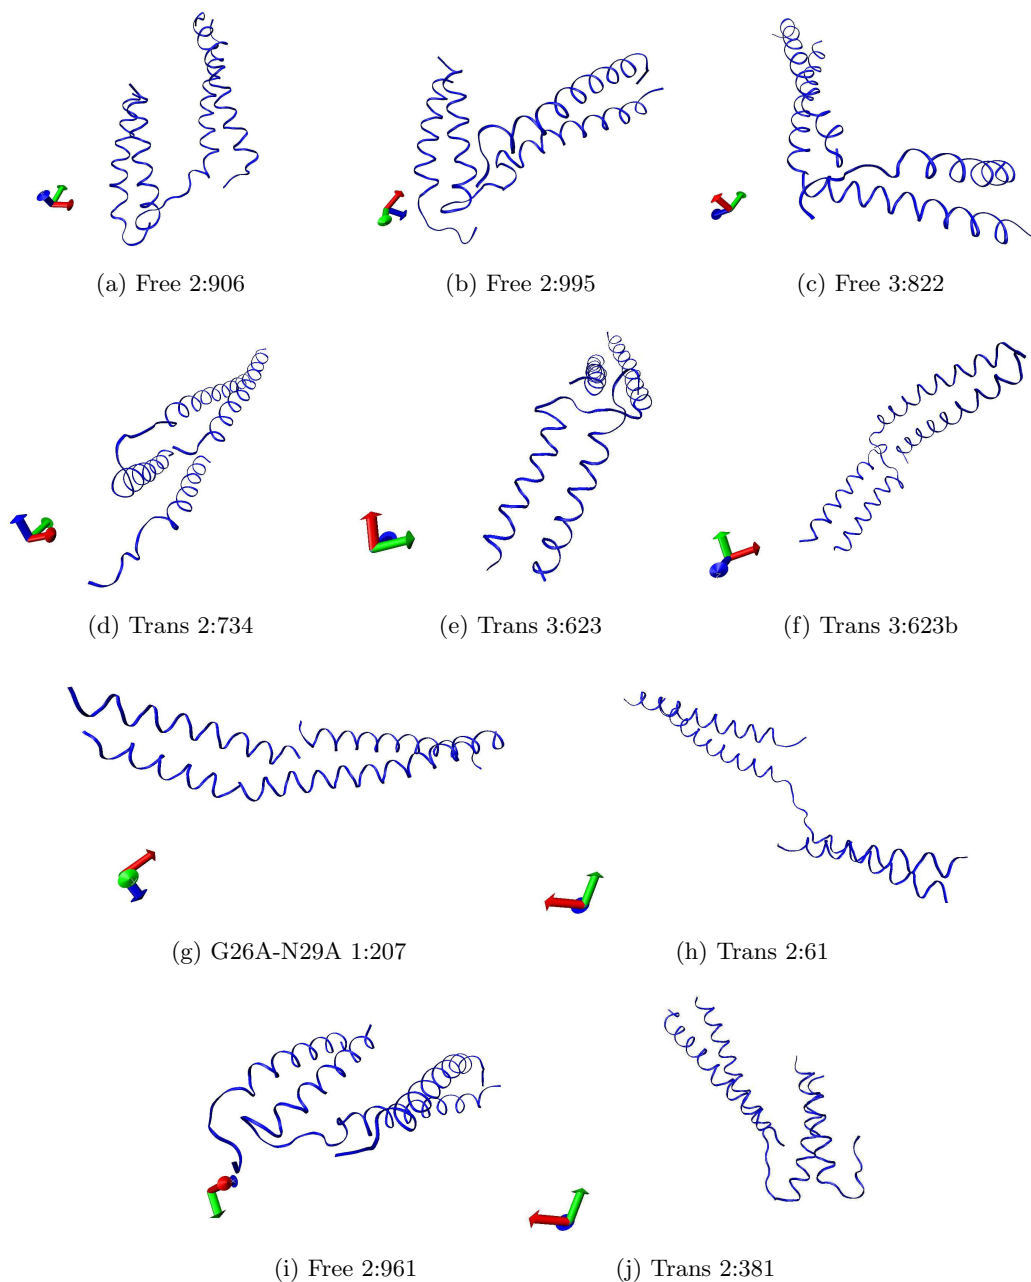 (a) Free 2:906
(b) Free 2:995
(c) Free 3:822
(d) Trans 2:734
(e) Trans 3:623
(f) Trans 3:623b
(g) G26A-N29A 1:207
(h) Trans 2:61
(i) Free 2:961
(j) Trans 2:381